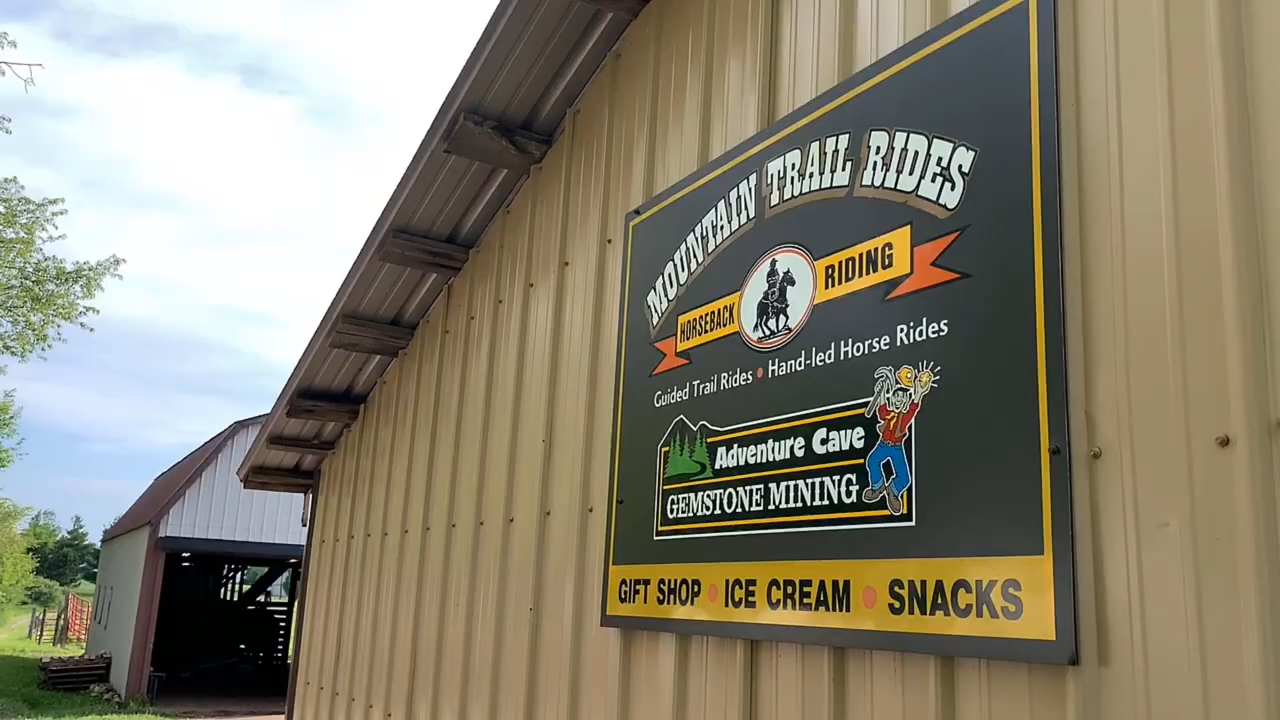 MOUNTAIN TRAIL RIDES
HORSEBACK RIDING
Guided Trail Rides • Hand-led Horse Rides
Adventure Cave
GEMSTONE MINING
GIFT SHOP • ICE CREAM • SNACKS